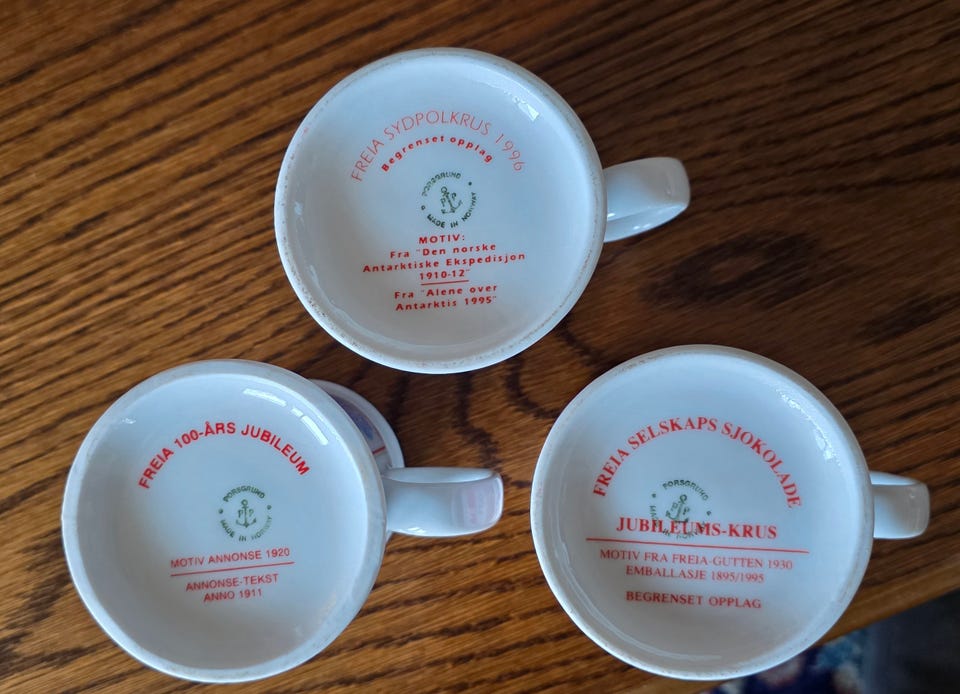 FREIA SYDPOLKRUS 1996
Begrenset opplag
PORSGRUND
MADE IN NORWAY
MOTIV:
Fra "Den norske
Antarktiske Ekspedisjon
1910-12"
Fra "Alene over
Antarktis 1995"
FREIA 100-ÅRS JUBILEUM
PORSGRUND
MADE IN NORWAY
MOTIV ANNONSE 1920
ANNONSE-TEKST
ANNO 1911
FREIA SELSKAPS SJOKOLADE
PORSGRUND
MADE IN NORWAY
JUBILEUMS-KRUS
MOTIV FRA FREIA-GUTTEN 1930
EMBALLASJE 1895/1995
BEGRENSET OPPLAG